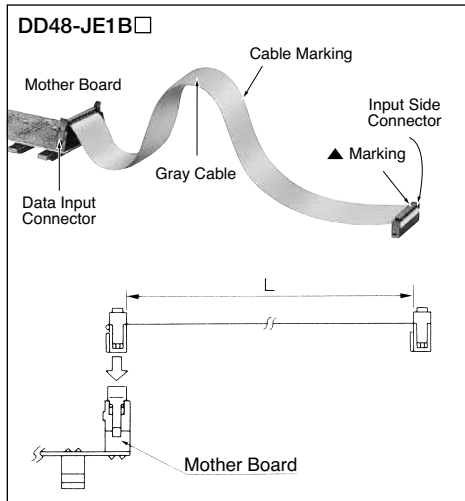 DD48-JE1B□
Cable Marking
Mother Board
Input Side
Connector
▲ Marking
Gray Cable
Data Input
Connector
L
Mother Board